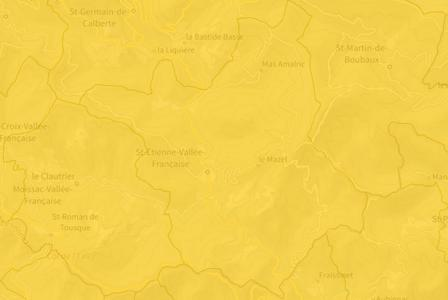 St-Germain-de-
Calberte
la Bastide Basse
la Liquière
St-Martin-de-
Boubaux
Mas Amalric
Croix-Vallée-
Française
St-Etienne-Vallée-
Française
le Mazel
le Clautrier
Moissac-Vallée-
Française
St-Roman de
Tousque
Fraissinet